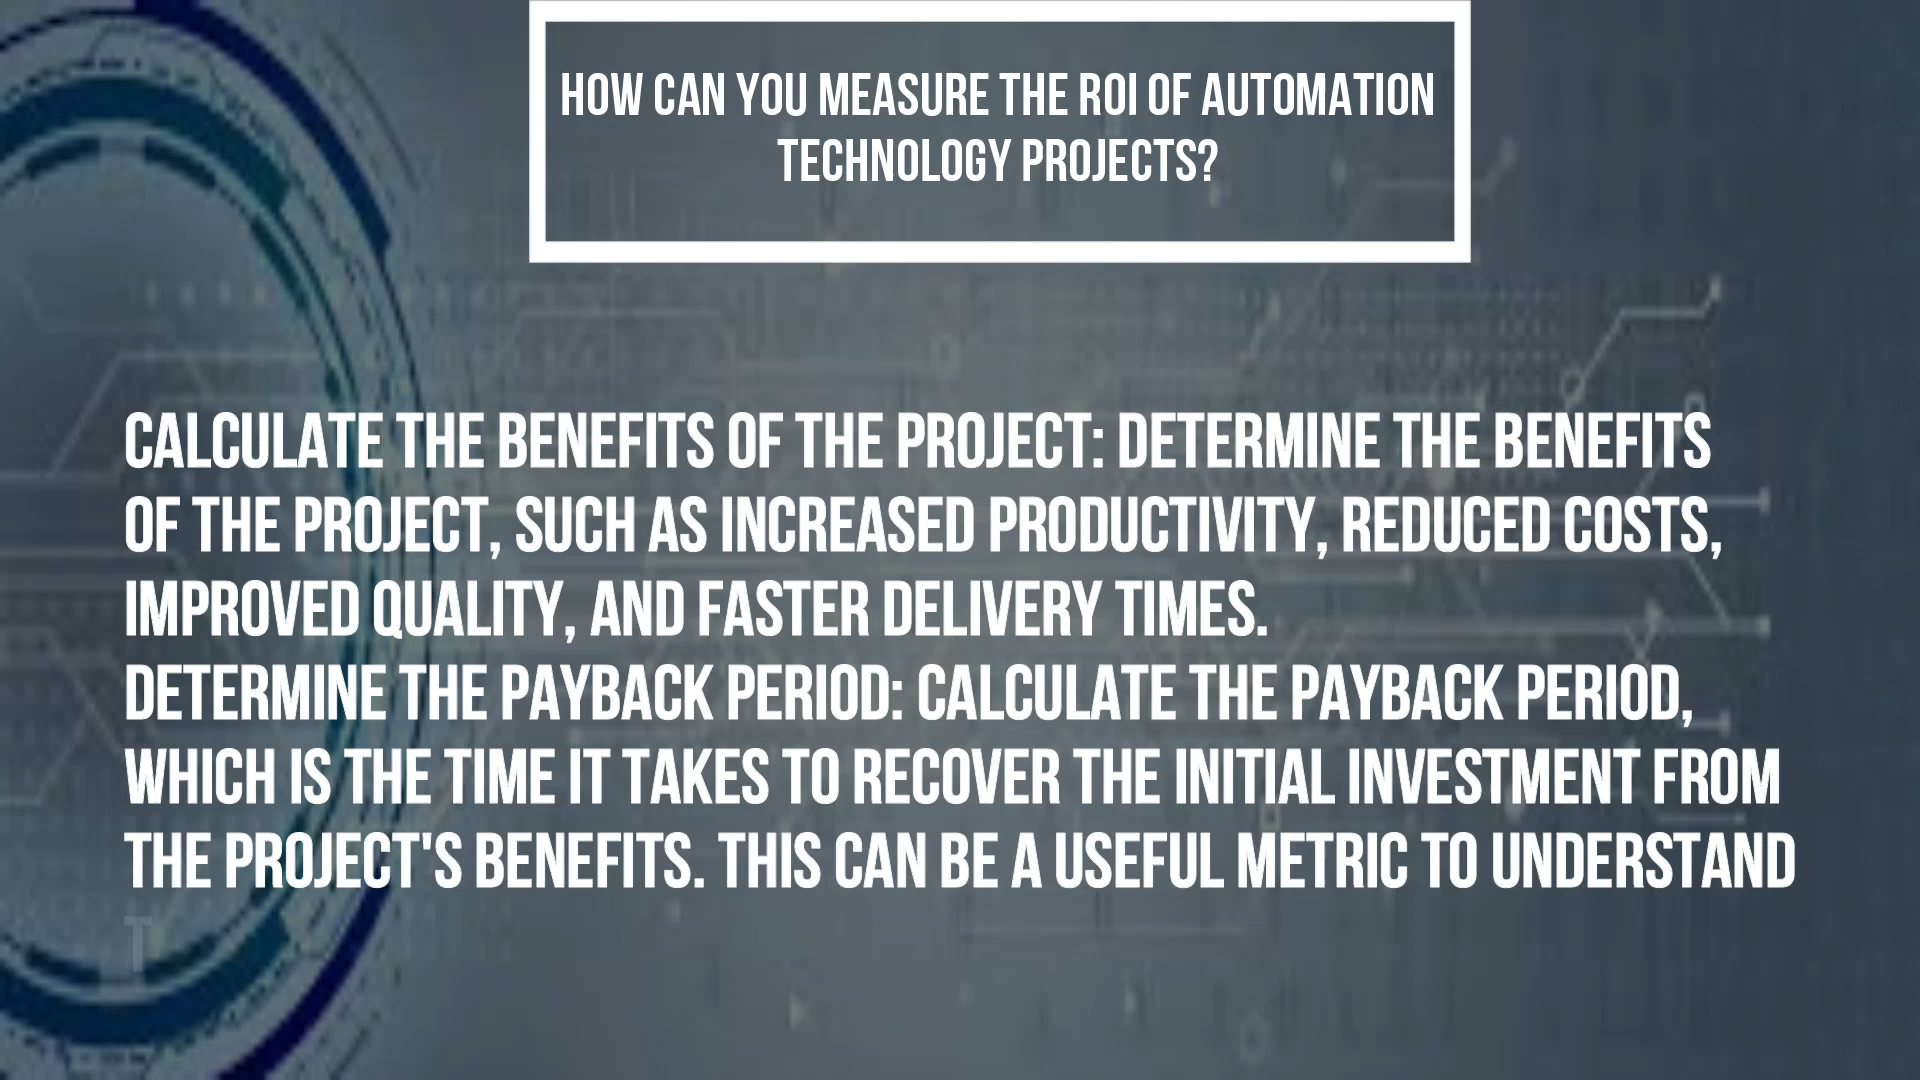 HOW CAN YOU MEASURE THE ROI OF AUTOMATION
TECHNOLOGY PROJECTS?
CALCULATE THE BENEFITS OF THE PROJECT: DETERMINE THE BENEFITS
OF THE PROJECT, SUCH AS INCREASED PRODUCTIVITY, REDUCED COSTS,
IMPROVED QUALITY, AND FASTER DELIVERY TIMES.
DETERMINE THE PAYBACK PERIOD: CALCULATE THE PAYBACK PERIOD,
WHICH IS THE TIME IT TAKES TO RECOVER THE INITIAL INVESTMENT FROM
THE PROJECT'S BENEFITS. THIS CAN BE A USEFUL METRIC TO UNDERSTAND
T